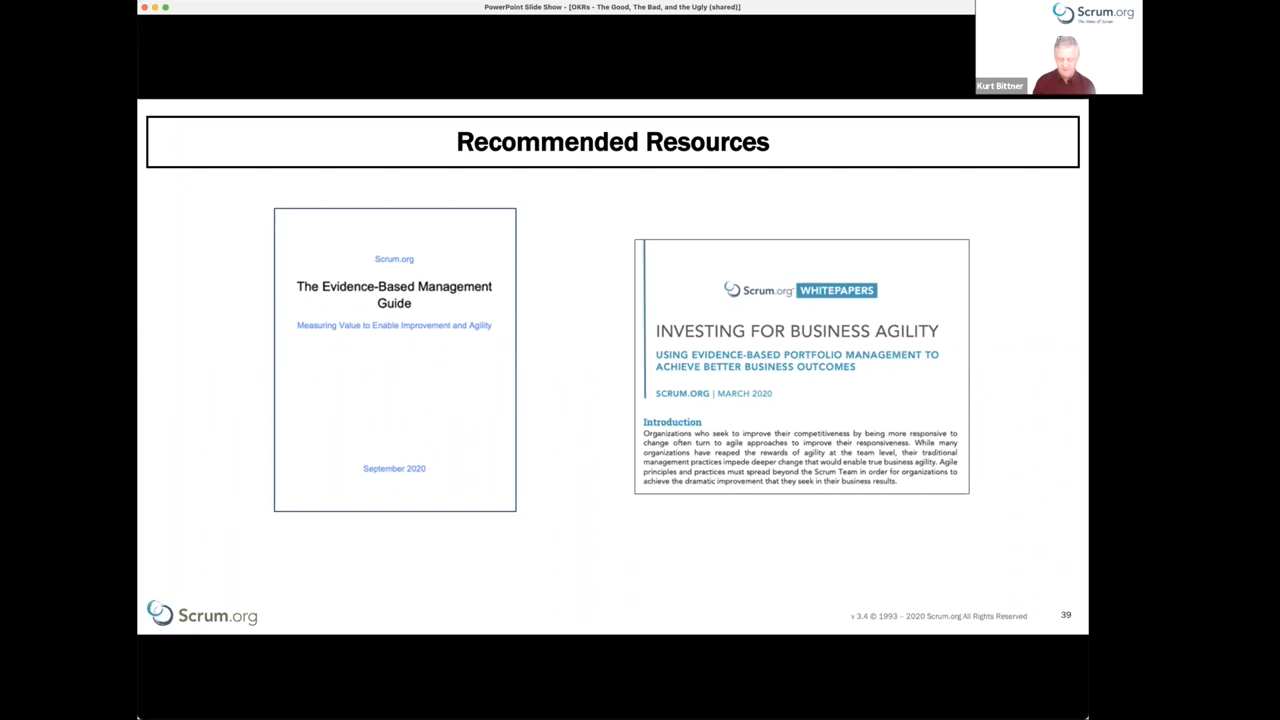 PowerPoint Slide Show - [OKRs - The Good, The Bad, and the Ugly (shared)]
Scrum.org
The Home of Scrum
Kurt Bittner
Recommended Resources
Scrum.org
The Evidence-Based Management
Guide
Measuring Value to Enable Improvement and Agility
September 2020
Scrum.org WHITEPAPERS
INVESTING FOR BUSINESS AGILITY
USING EVIDENCE-BASED PORTFOLIO MANAGEMENT TO
ACHIEVE BETTER BUSINESS OUTCOMES
SCRUM.ORG | MARCH 2020
Introduction
Organizations who seek to improve their competitiveness by being more responsive to
change often turn to agile approaches to improve their responsiveness. While many
organizations have reaped the rewards of agility at the team level, their traditional
management practices impede deeper change that would enable true business agility. Agile
principles and practices must spread beyond the Scrum Team in order for organizations to
achieve the dramatic improvement that they seek in their business results.
Scrum.org
v 3.4 © 1993 – 2020 Scrum.org All Rights Reserved
39